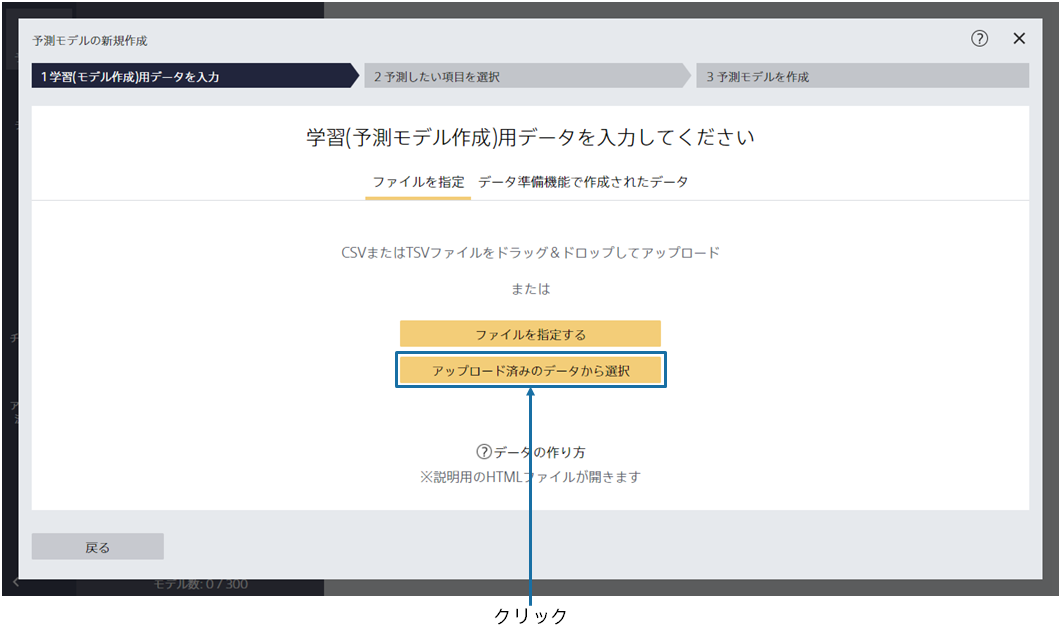 予測モデルの新規作成
?
1 学習(モデル作成)用データを入力
2 予測したい項目を選択
3 予測モデルを作成
学習(予測モデル作成)用データを入力してください
ファイルを指定
データ準備機能で作成されたデータ
CSVまたはTSVファイルをドラッグ＆ドロップしてアップロード
または
ファイルを指定する
アップロード済みのデータから選択
?データの作り方
※説明用のHTMLファイルが開きます
戻る
モデル数: 0 / 300
クリック